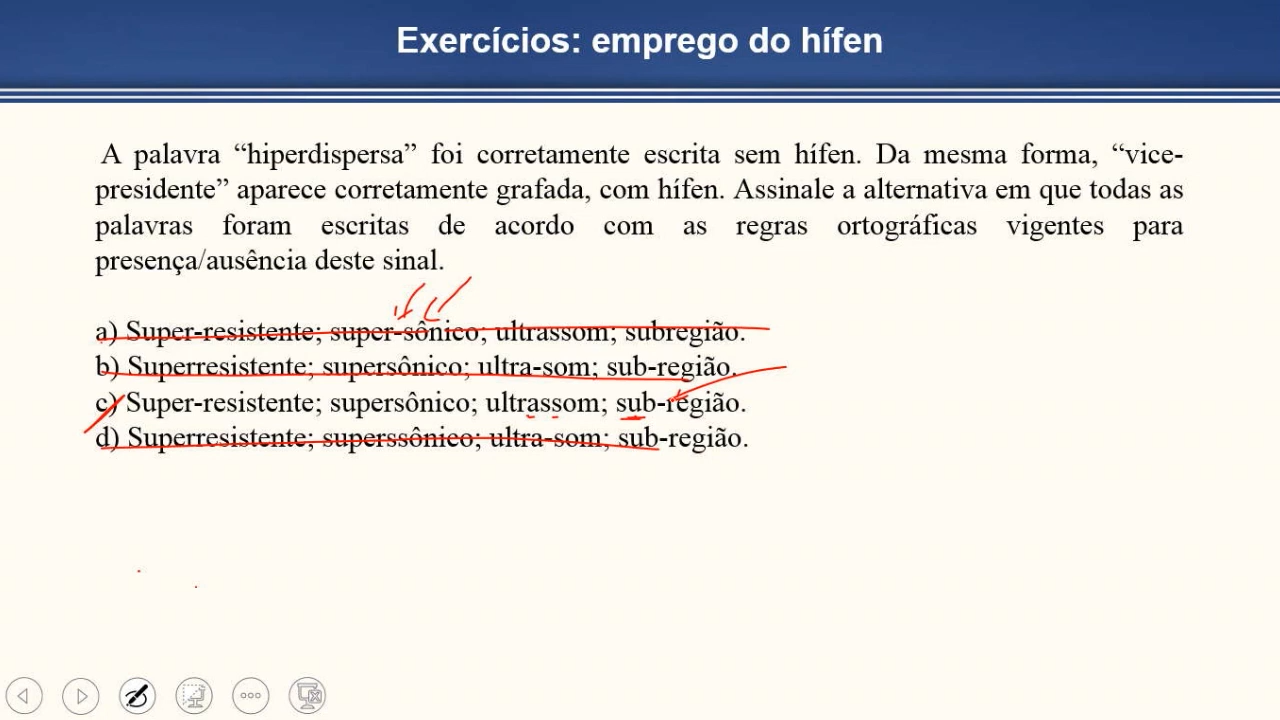 Exercícios: emprego do hífen
A palavra “hiperdispersa” foi corretamente escrita sem hífen. Da mesma forma, “vice-
presidente” aparece corretamente grafada, com hífen. Assinale a alternativa em que todas as
palavras foram escritas de acordo com as regras ortográficas vigentes para
presença/ausência deste sinal.
a) Super-resistente; super-sônico; ultrassom; subregião.
b) Superresistente; supersônico; ultra-som; sub-região.
c) Super-resistente; supersônico; ultrassom; sub-região.
d) Superresistente; superssônico; ultra-som; sub-região.